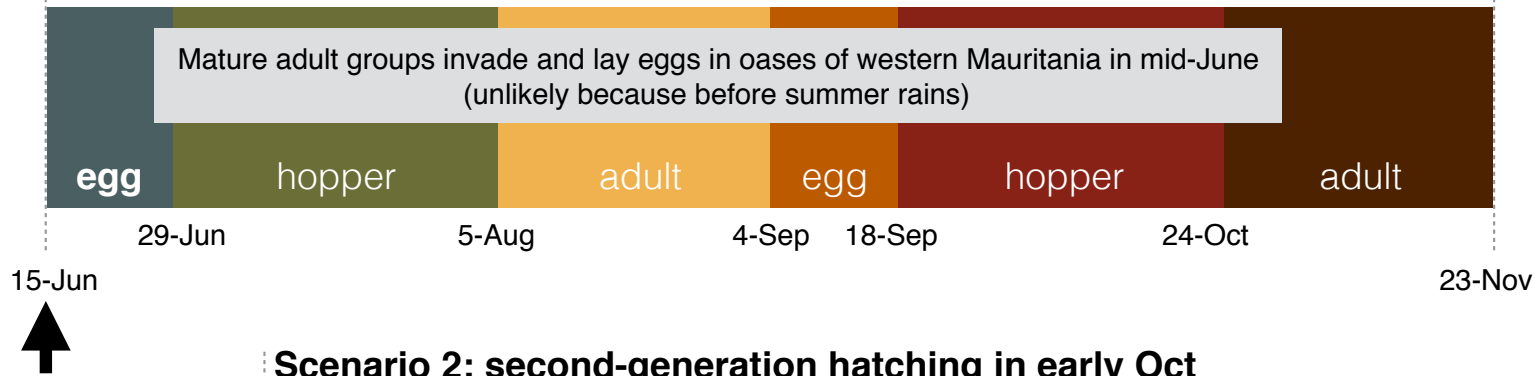 Mature adult groups invade and lay eggs in oases of western Mauritania in mid-June
(unlikely because before summer rains)
egg hopper adult egg hopper adult
29-Jun 5-Aug 4-Sep 18-Sep 24-Oct
15-Jun 23-Nov
Scenario 2: second-generation hatching in early Oct